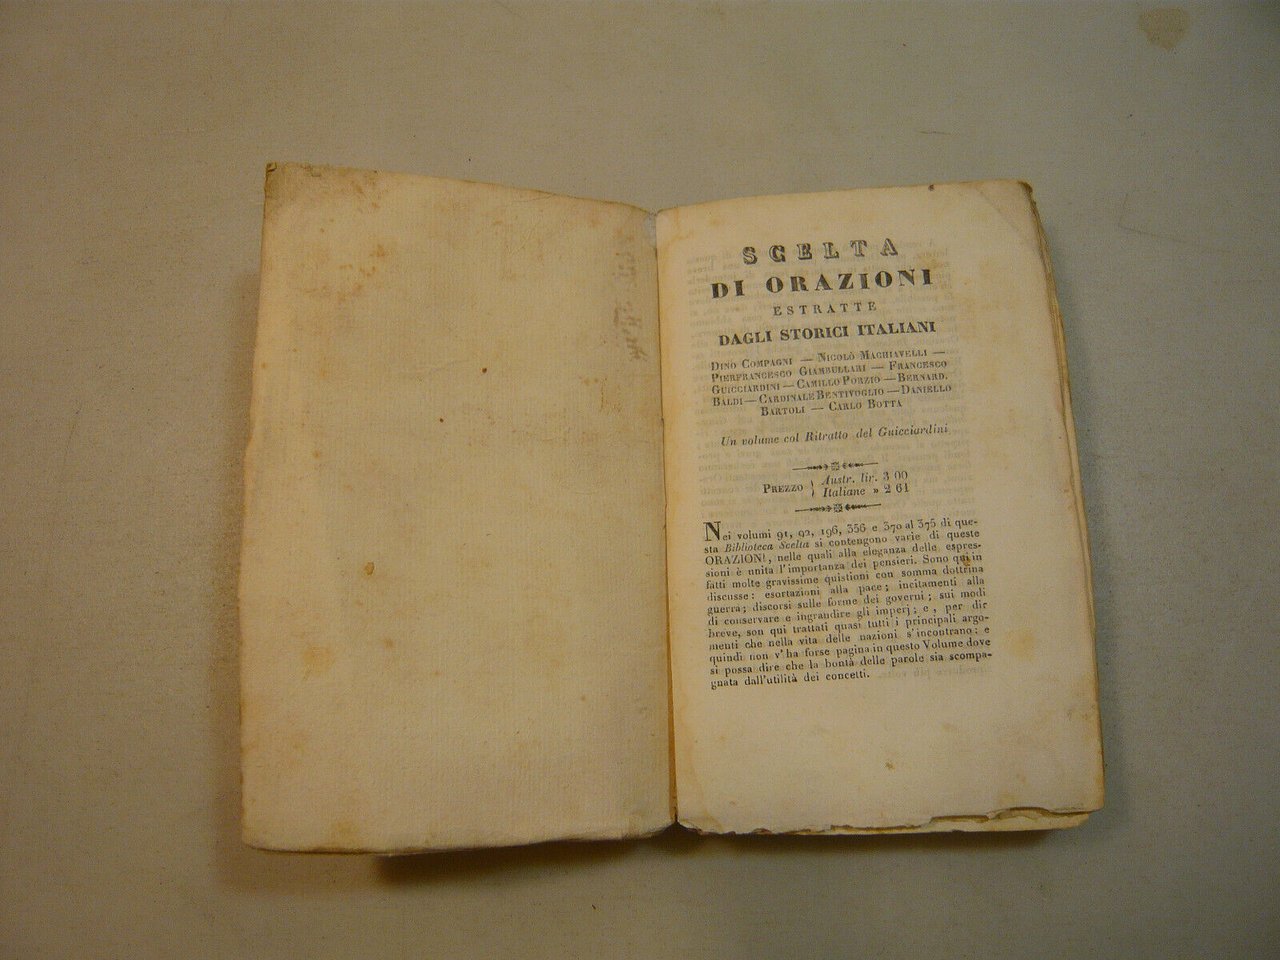 SCELTA
DI ORAZIONI
ESTRATTE
DAGLI STORICI ITALIANI
DINO COMPAGNI — NICOLÒ MACHIAVELLI —
PIERFRANCESCO GIAMBULLARI — FRANCESCO
GUICCIARDINI — CAMILLO PORZIO — BERNARD.
BALDI — CARDINALE BENTIVOGLIO — DANIELLO
BARTOLI — CARLO BOTTA
Un volume col Ritratto del Guicciardini
PREZZO } Austr. lir. 3 00
Italiane » 2 61
Nei volumi 91, 92, 196, 356 e 370 al 375 di que-
sta Biblioteca Scelta si contengono varie di queste
ORAZIONI, nelle quali alla eleganza delle espres-
sioni è unita l'importanza dei pensieri. Sono qui in
fatti molte gravissime quistioni con somma dottrina
discusse: esortazioni alla pace; incitamenti alla
guerra; discorsi sulle forme dei governi; sui modi
di conservare e ingrandire gli imperj; e, per dir
breve, son qui trattati quasi tutti i principali argo-
menti che nella vita delle nazioni s'incontrano: e
quindi non v'ha forse pagina in questo Volume dove
si possa dire che la bontà delle parole sia scompa-
gnata dall'utilità dei concetti.